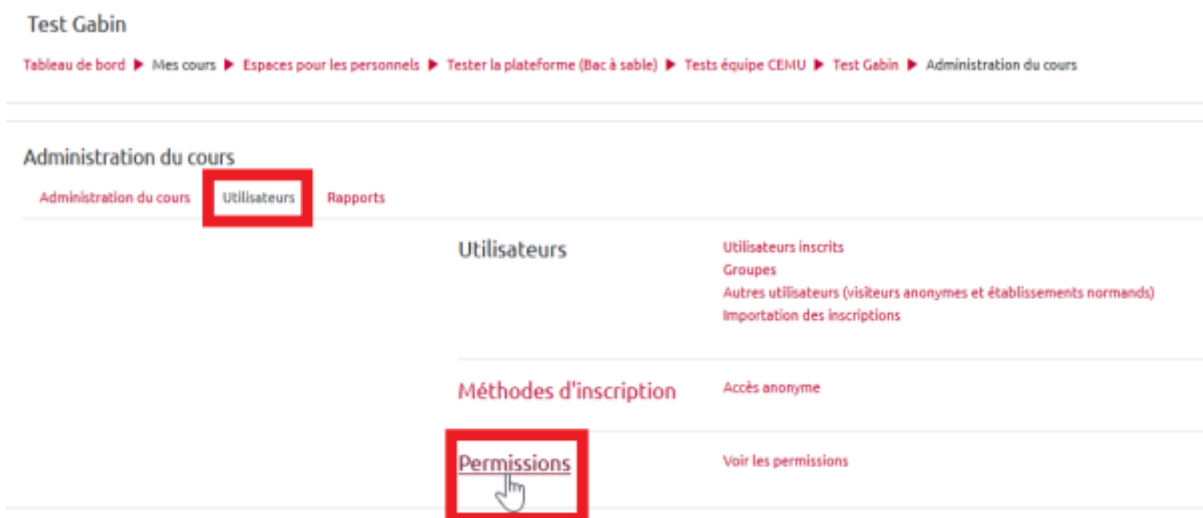 Test Gabin
Tableau de bord ▶ Mes cours ▶ Espaces pour les personnels ▶ Tester la plateforme (Bac à sable) ▶ Tests équipe CEMU ▶ Test Gabin ▶ Administration du cours
Administration du cours
Administration du cours Utilisateurs Rapports
Utilisateurs Utilisateurs inscrits
Groupes
Autres utilisateurs (visiteurs anonymes et établissements normands)
Importation des inscriptions
Méthodes d'inscription Accès anonyme
Permissions Voir les permissions